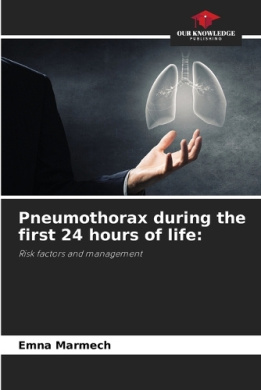 OUR KNOWLEDGE
PUBLISHING
Pneumothorax during the
first 24 hours of life:
Risk factors and management
Emna Marmech